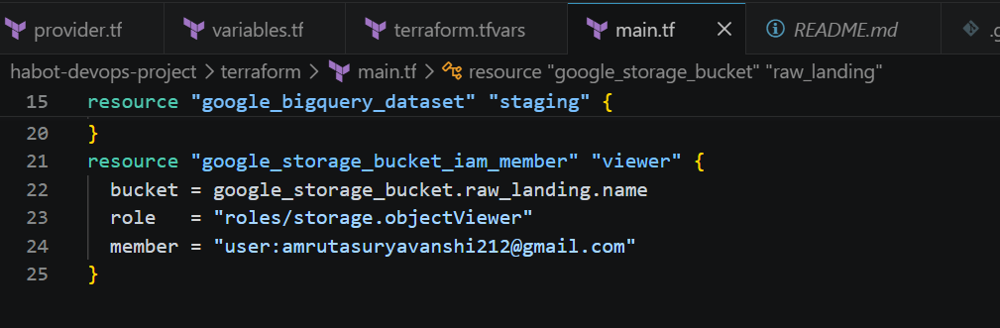 provider.tf variables.tf terraform.tfvars main.tf × README.md .g
habot-devops-project > terraform > main.tf > resource "google_storage_bucket" "raw_landing"
15 resource "google_bigquery_dataset" "staging" {
20 }
21 resource "google_storage_bucket_iam_member" "viewer" {
22 bucket = google_storage_bucket.raw_landing.name
23 role   = "roles/storage.objectViewer"
24 member = "user:amrutasuryavanshi212@gmail.com"
25 }